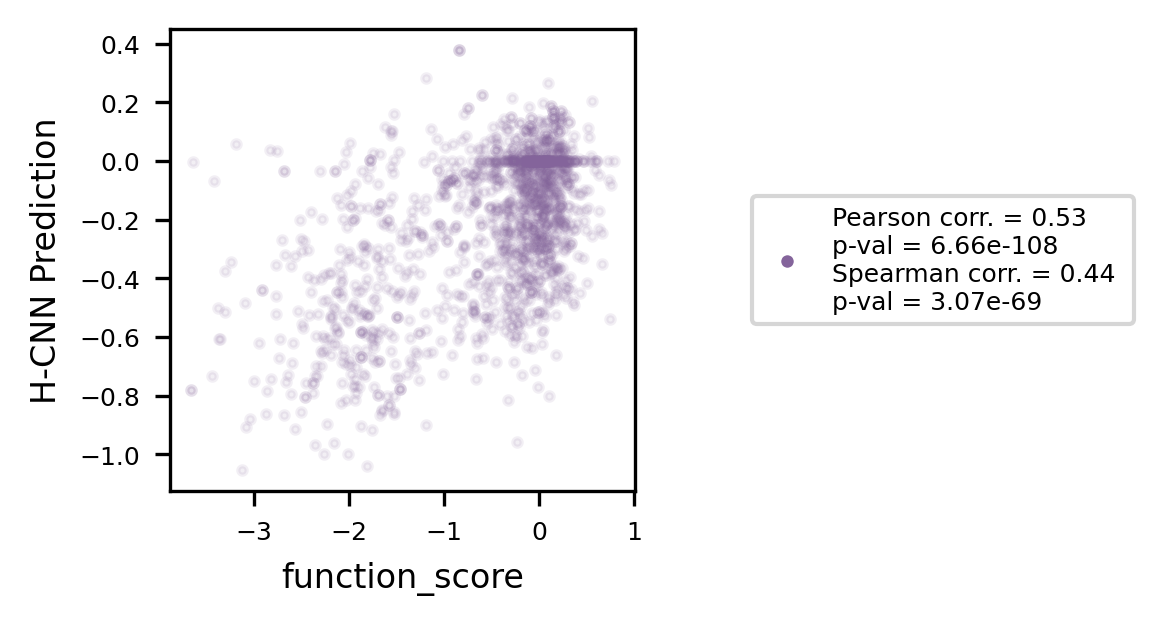 0.4
0.2
0.0
−0.2
−0.4
−0.6
−0.8
−1.0
H-CNN Prediction
−3
−2
−1
0
1
function_score
Pearson corr. = 0.53
p-val = 6.66e-108
Spearman corr. = 0.44
p-val = 3.07e-69